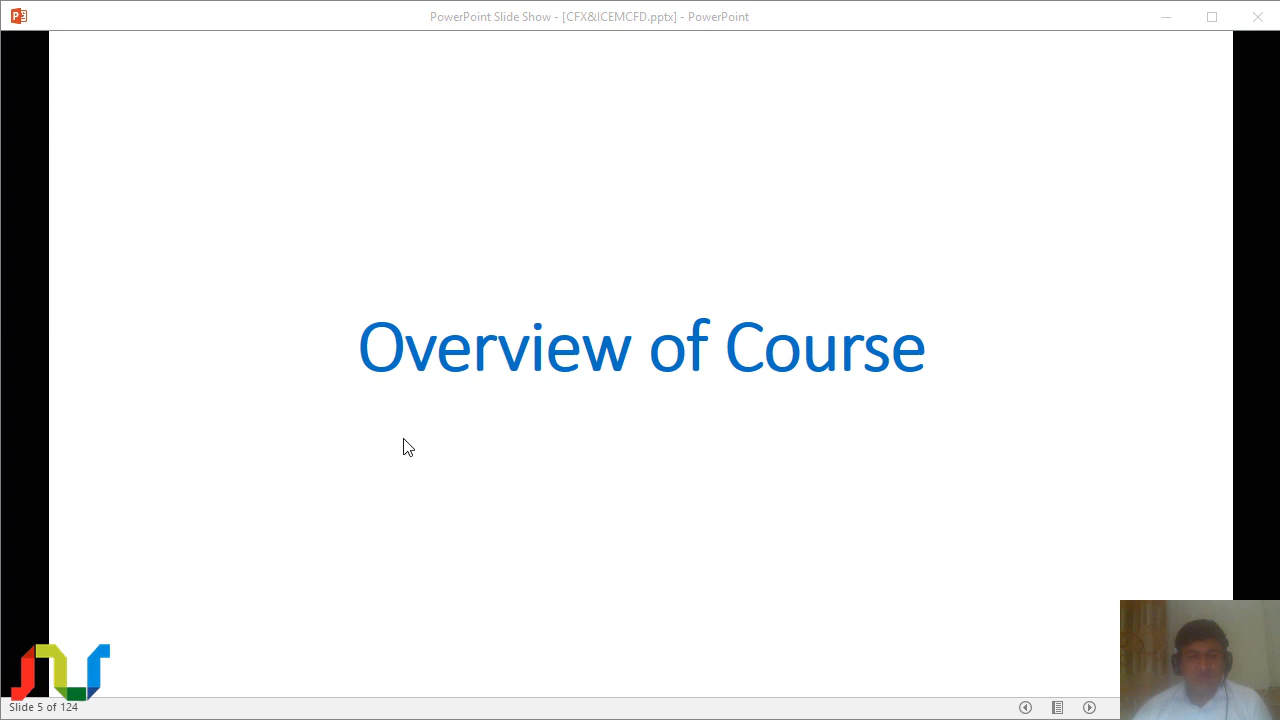 PowerPoint Slide Show - [CFX&ICEMCFD.pptx] - PowerPoint
Overview of Course
Slide 5 of 124